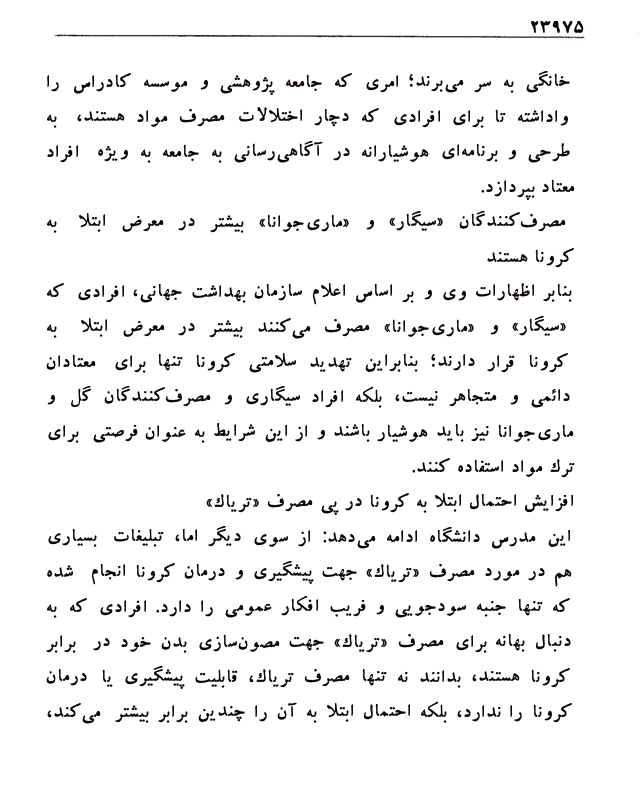 ۲۳۹۷۵
خانگی به سر می‌برند؛ امری که جامعه پژوهشی و موسسه کادراس را
واداشته تا برای افرادی که دچار اختلالات مصرف مواد هستند، به
طرحی و برنامه‌ای هوشیارانه در آگاهی‌رسانی به جامعه به ویژه افراد
معتاد بپردازد.
مصرف‌کنندگان «سیگار» و «ماری‌جوانا» بیشتر در معرض ابتلا به
کرونا هستند
بنابر اظهارات وی و بر اساس اعلام سازمان بهداشت جهانی، افرادی که
«سیگار» و «ماری‌جوانا» مصرف می‌کنند بیشتر در معرض ابتلا به
کرونا قرار دارند؛ بنابراین تهدید سلامتی کرونا تنها برای معتادان
دائمی و متجاهر نیست، بلکه افراد سیگاری و مصرف‌کنندگان گل و
ماری‌جوانا نیز باید هوشیار باشند و از این شرایط به عنوان فرصتی برای
ترك مواد استفاده کنند.
افزایش احتمال ابتلا به کرونا در پی مصرف «تریاك»
این مدرس دانشگاه ادامه می‌دهد: از سوی دیگر اما، تبلیغات بسیاری
هم در مورد مصرف «تریاك» جهت پیشگیری و درمان کرونا انجام شده
که تنها جنبه سودجویی و فریب افکار عمومی را دارد. افرادی که به
دنبال بهانه برای مصرف «تریاك» جهت مصون‌سازی بدن خود در برابر
کرونا هستند، بدانند نه تنها مصرف تریاك، قابلیت پیشگیری یا درمان
کرونا را ندارد، بلکه احتمال ابتلا به آن را چندین برابر بیشتر می‌کند،